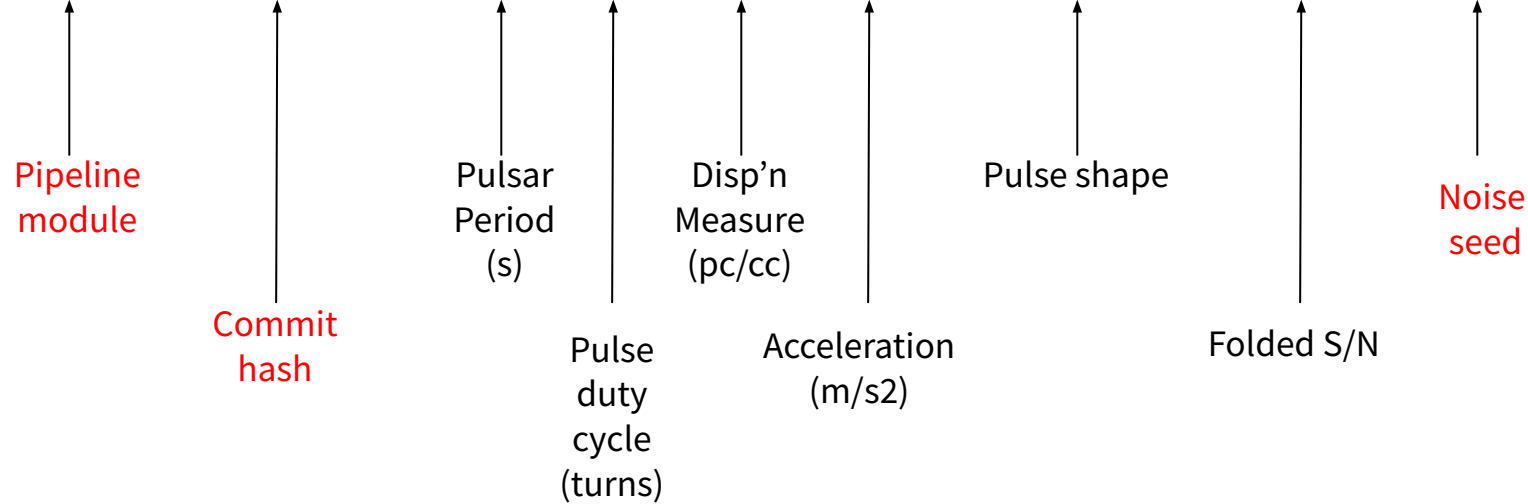 Pipeline
module
Commit
hash
Pulsar
Period
(s)
Pulse
duty
cycle
(turns)
Disp’n
Measure
(pc/cc)
Acceleration
(m/s2)
Pulse shape
Folded S/N
Noise
seed